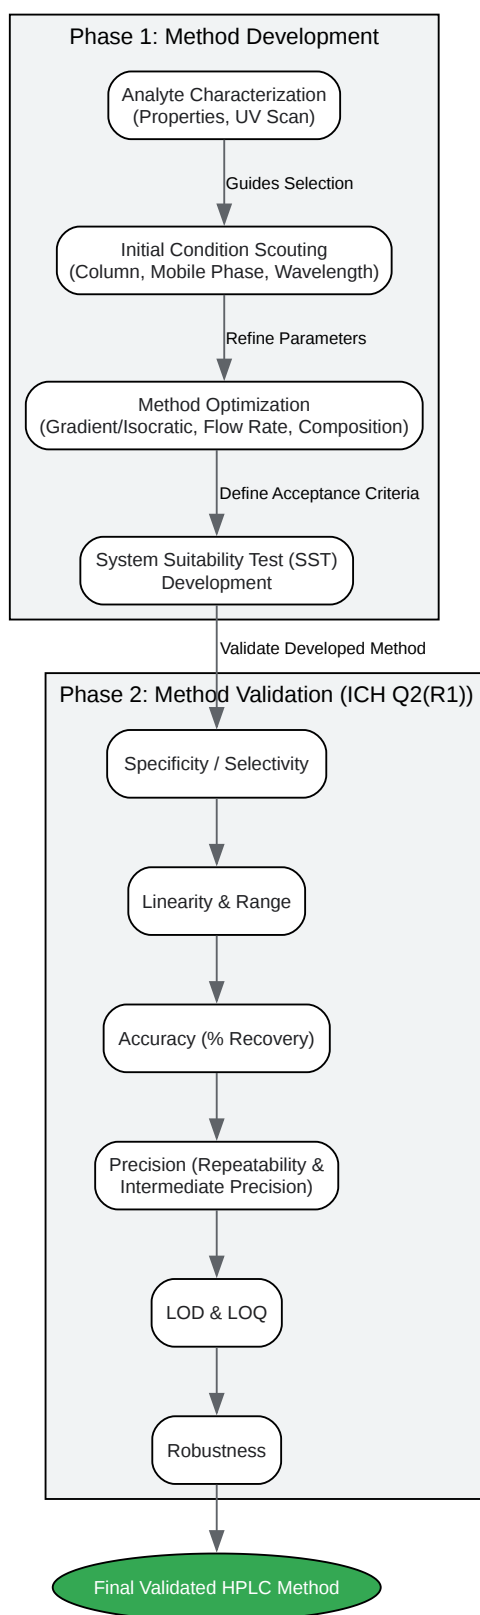 Phase 1: Method Development
Analyte Characterization
(Properties, UV Scan)
Guides Selection
Initial Condition Scouting
(Column, Mobile Phase, Wavelength)
Refine Parameters
Method Optimization
(Gradient/Isocratic, Flow Rate, Composition)
Define Acceptance Criteria
System Suitability Test (SST)
Development
Validate Developed Method
Phase 2: Method Validation (ICH Q2(R1))
Specificity / Selectivity
Linearity & Range
Accuracy (% Recovery)
Precision (Repeatability &
Intermediate Precision)
LOD & LOQ
Robustness
Final Validated HPLC Method